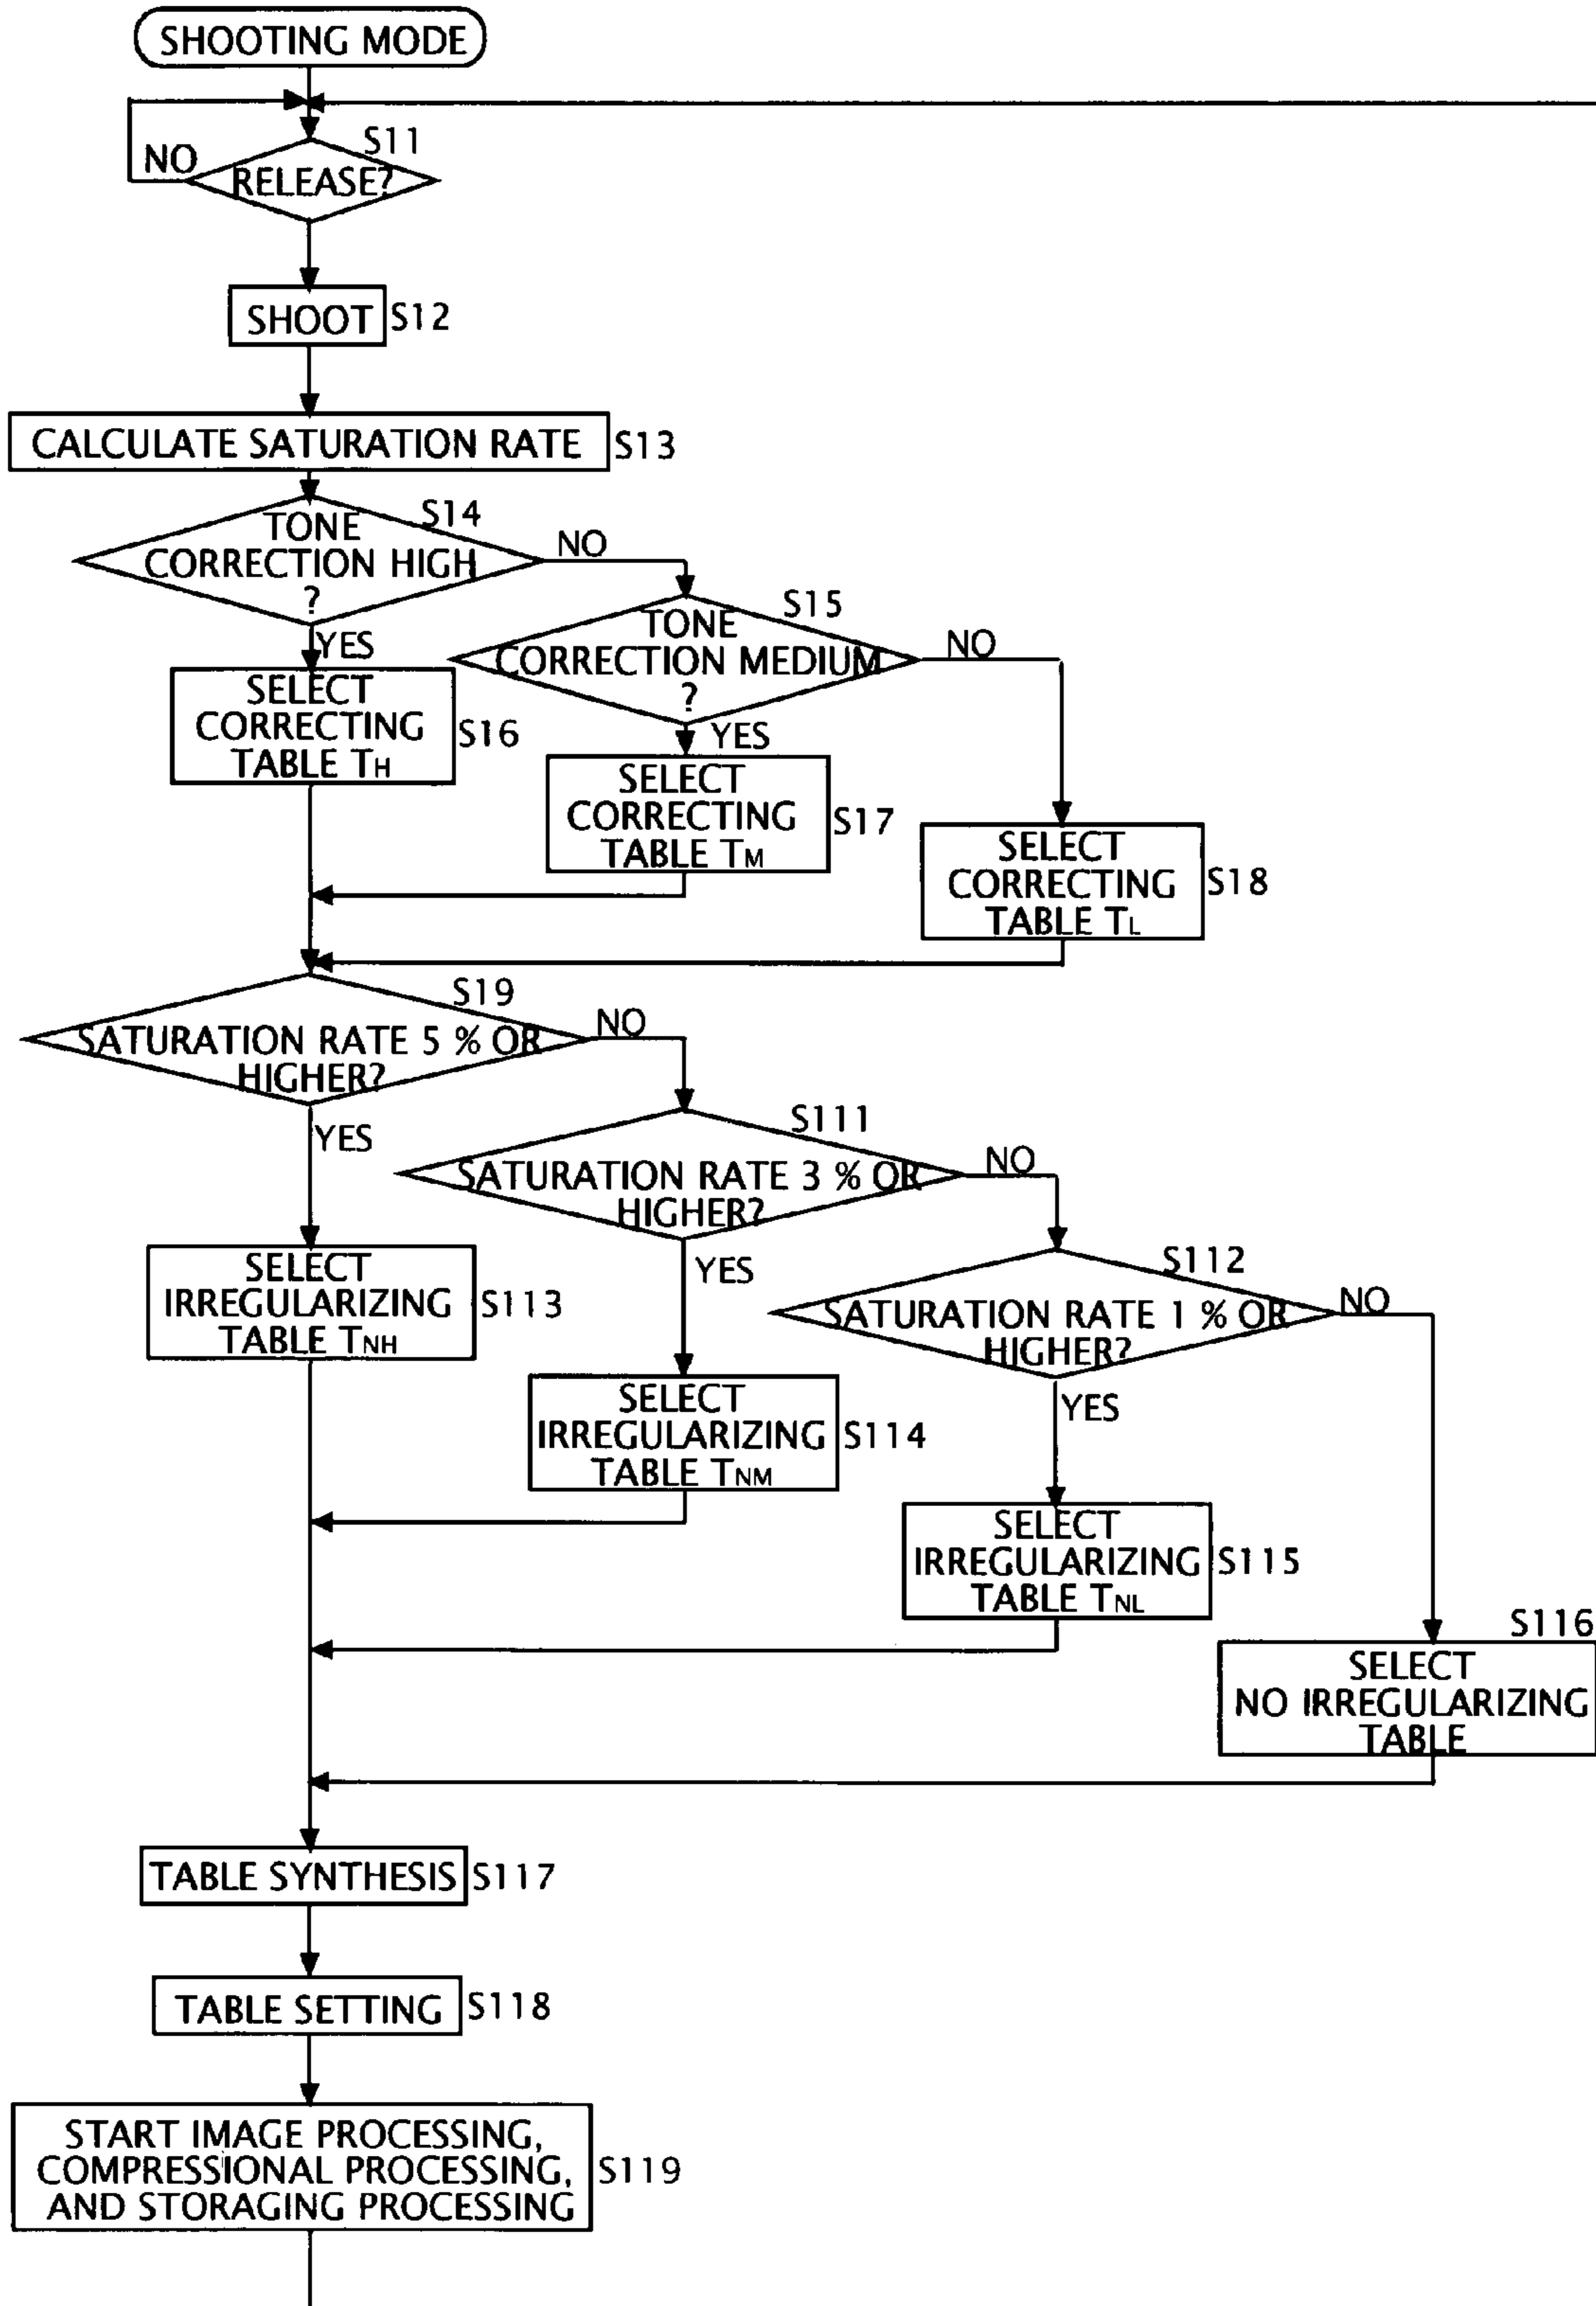 SHOOTING MODE
S11
NO
RELEASE?
SHOOT
S12
CALCULATE SATURATION RATE
S13
S14
TONE
CORRECTION HIGH
?
NO
YES
S15
TONE
CORRECTION MEDIUM
?
NO
YES
SELECT
CORRECTING
TABLE TH
S16
SELECT
CORRECTING
TABLE TM
S17
SELECT
CORRECTING
TABLE TL
S18
S19
SATURATION RATE 5 % OR
HIGHER?
NO
YES
S111
SATURATION RATE 3 % OR
HIGHER?
NO
YES
S112
SATURATION RATE 1 % OR
HIGHER?
NO
YES
SELECT
IRREGULARIZING
TABLE TNH
S113
SELECT
IRREGULARIZING
TABLE TNM
S114
SELECT
IRREGULARIZING
TABLE TNL
S115
S116
SELECT
NO IRREGULARIZING
TABLE
TABLE SYNTHESIS
S117
TABLE SETTING
S118
START IMAGE PROCESSING,
COMPRESSIONAL PROCESSING,
AND STORAGING PROCESSING
S119